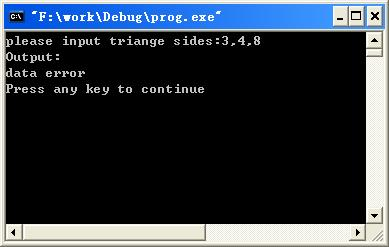 "F:\work\Debug\prog.exe"
please input triange sides:3,4,8
Output:
data error
Press any key to continue